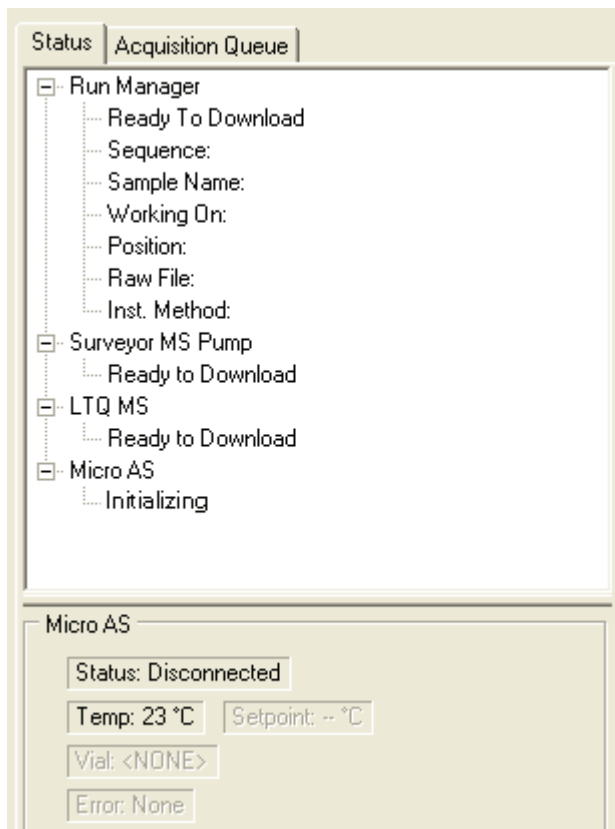 Status Acquisition Queue
Run Manager
Ready To Download
Sequence:
Sample Name:
Working On:
Position:
Raw File:
Inst. Method:
Surveyor MS Pump
Ready to Download
LTQ MS
Ready to Download
Micro AS
Initializing
Micro AS
Status: Disconnected
Temp: 23 °C Setpoint: -- °C
Vial: <NONE>
Error: None